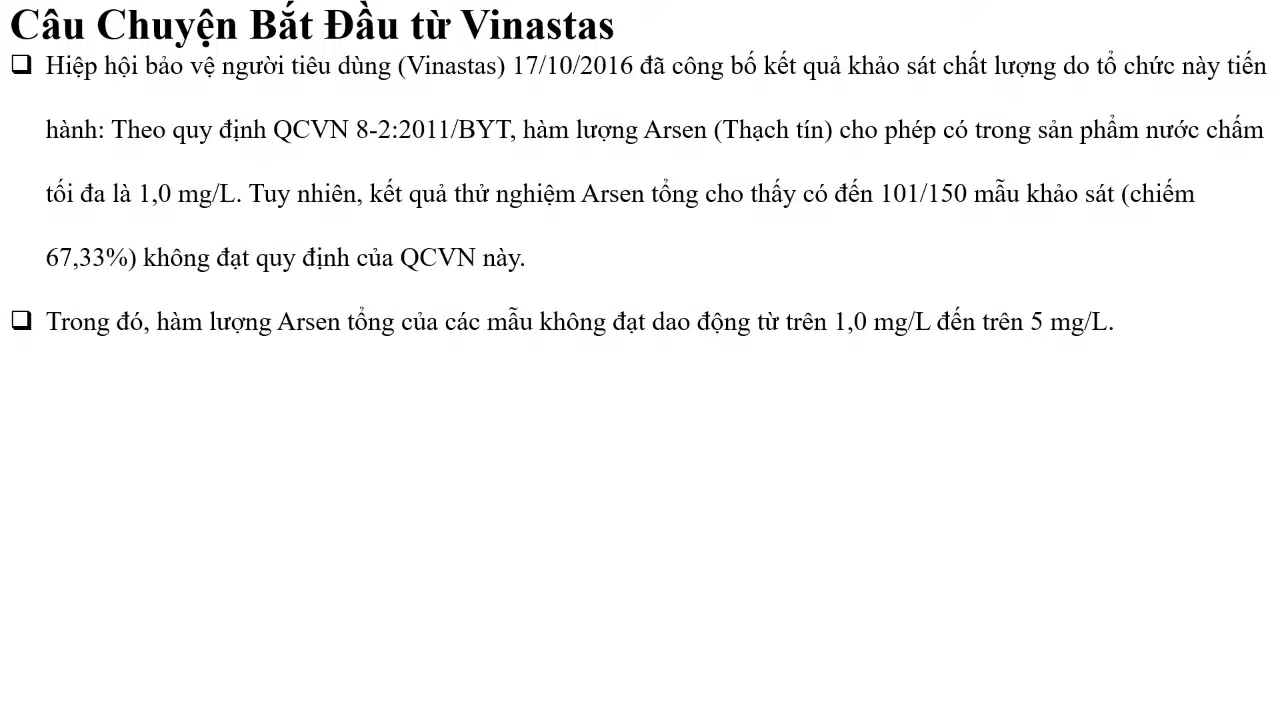 Câu Chuyện Bắt Đầu từ Vinastas
❑ Hiệp hội bảo vệ người tiêu dùng (Vinastas) 17/10/2016 đã công bố kết quả khảo sát chất lượng do tổ chức này tiến
hành: Theo quy định QCVN 8-2:2011/BYT, hàm lượng Arsen (Thạch tín) cho phép có trong sản phẩm nước chấm
tối đa là 1,0 mg/L. Tuy nhiên, kết quả thử nghiệm Arsen tổng cho thấy có đến 101/150 mẫu khảo sát (chiếm
67,33%) không đạt quy định của QCVN này.
❑ Trong đó, hàm lượng Arsen tổng của các mẫu không đạt dao động từ trên 1,0 mg/L đến trên 5 mg/L.